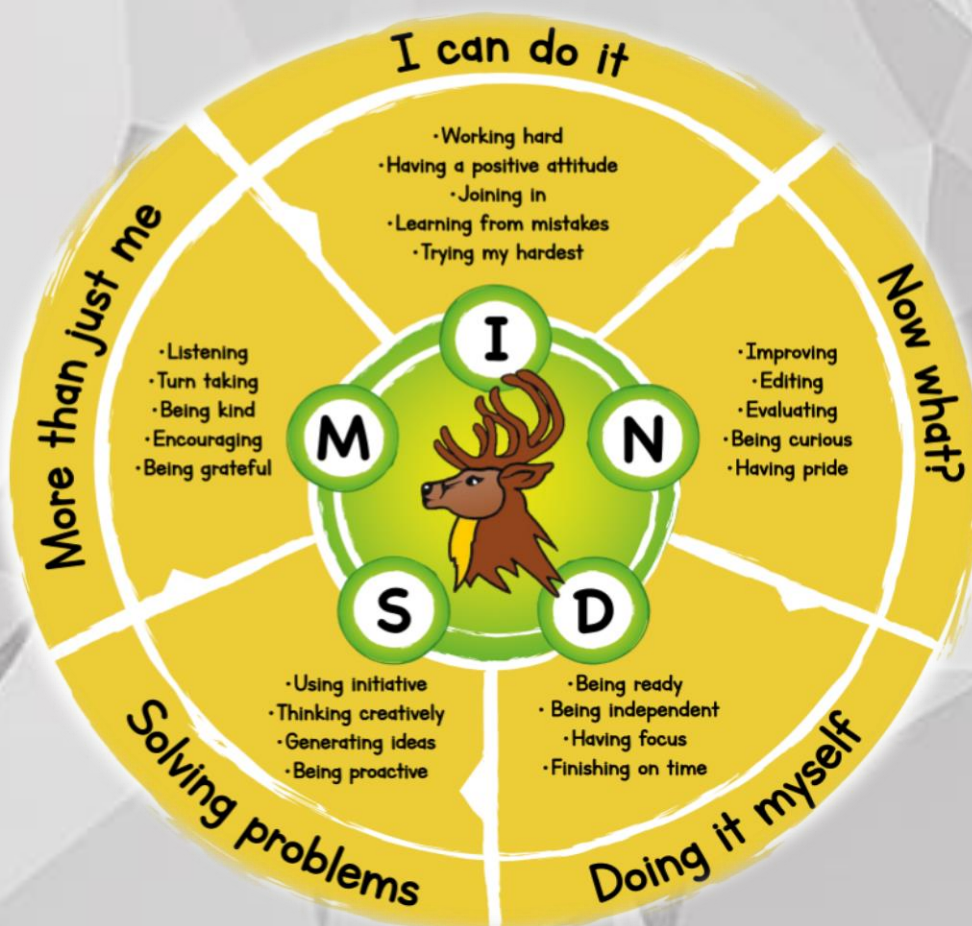 I can do it
·Working hard
·Having a positive attitude
·Joining in
·Learning from mistakes
·Trying my hardest
More than just me
·Listening
·Turn taking
·Being kind
·Encouraging
·Being grateful
Now what?
·Improving
·Editing
·Evaluating
·Being curious
·Having pride
M
I
N
D
S
Solving problems
·Using initiative
·Thinking creatively
·Generating ideas
·Being proactive
Doing it myself
·Being ready
· Being independent
·Having focus
·Finishing on time